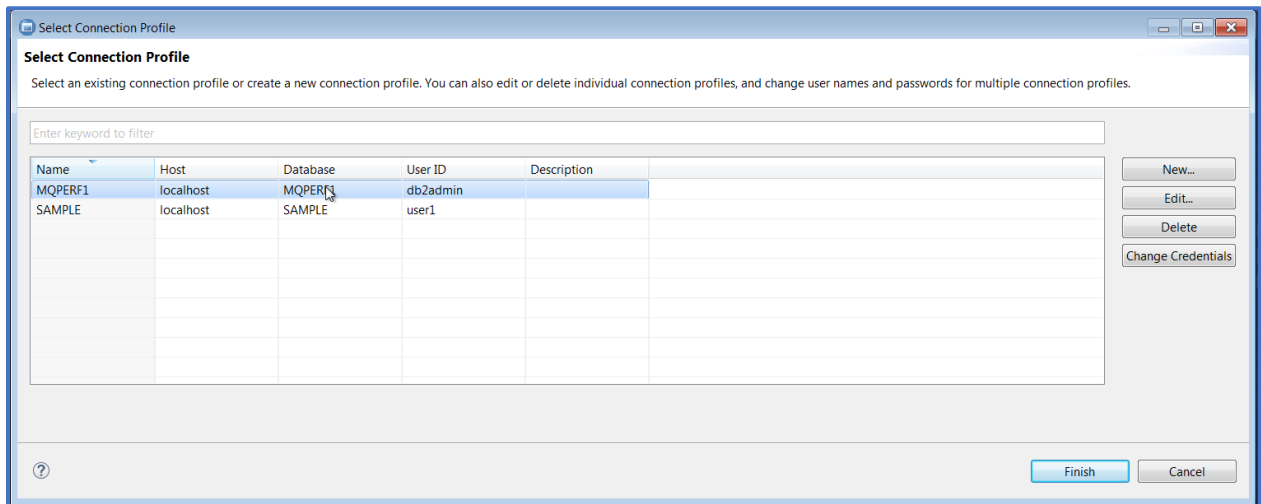 Select Connection Profile
Select Connection Profile
Select an existing connection profile or create a new connection profile. You can also edit or delete individual connection profiles, and change user names and passwords for multiple connection profiles.
Enter keyword to filter
Name Host Database User ID Description
New...
MQPERF1 localhost MQPERF1 db2admin
Edit...
SAMPLE localhost SAMPLE user1
Delete
Change Credentials
?
Finish Cancel